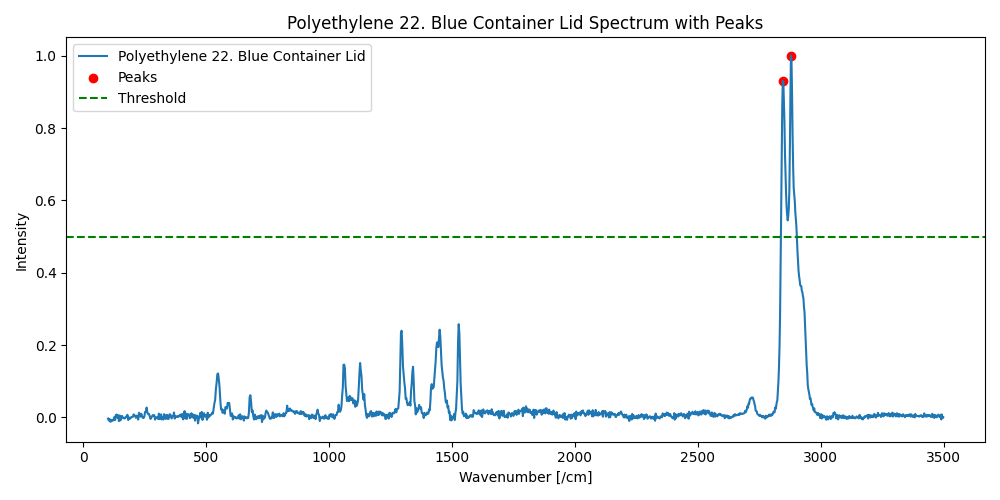 Polyethylene 22. Blue Container Lid Spectrum with Peaks
Polyethylene 22. Blue Container Lid
Peaks
Threshold
Intensity
1.0
0.8
0.6
0.4
0.2
0.0
0 500 1000 1500 2000 2500 3000 3500
Wavenumber [/cm]